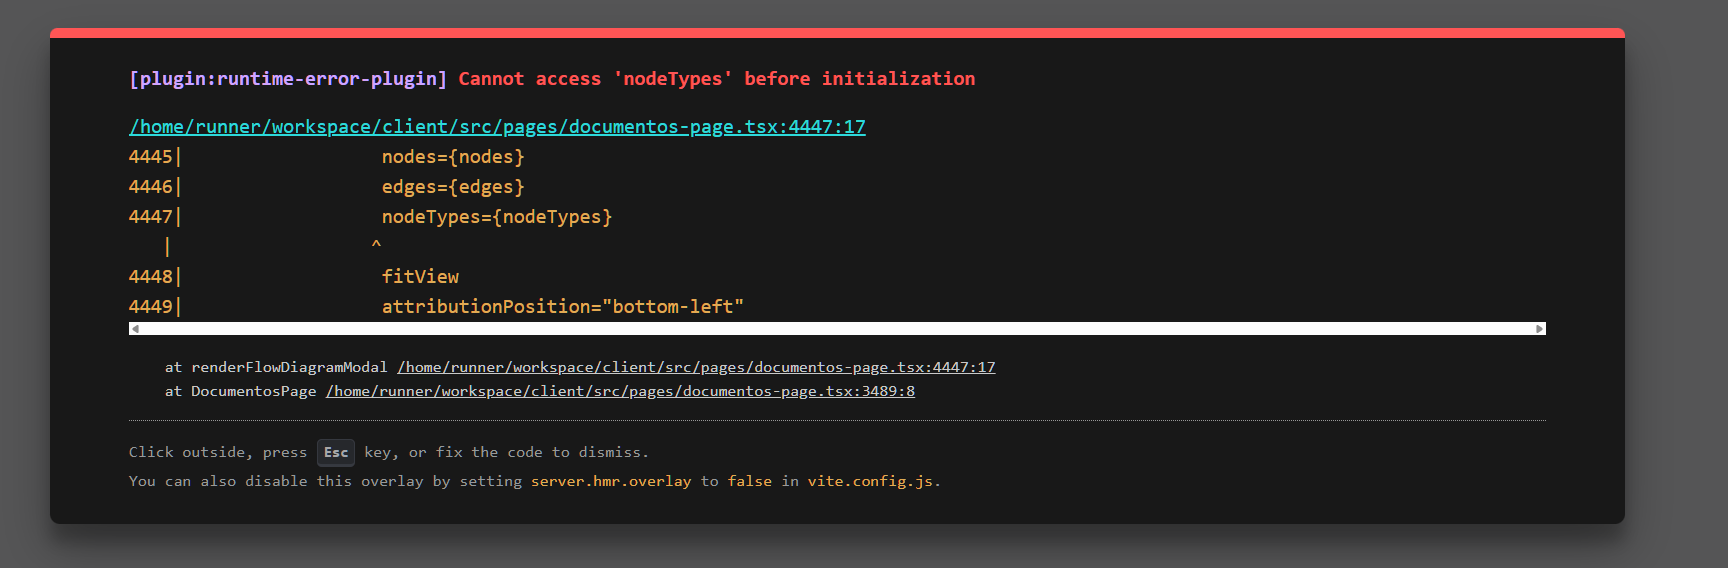 [plugin:runtime-error-plugin] Cannot access 'nodeTypes' before initialization
/home/runner/workspace/client/src/pages/documentos-page.tsx:4447:17
4445|                  nodes={nodes}
4446|                  edges={edges}
4447|                  nodeTypes={nodeTypes}
    |                 ^
4448|                  fitView
4449|                  attributionPosition="bottom-left"
at renderFlowDiagramModal /home/runner/workspace/client/src/pages/documentos-page.tsx:4447:17
at DocumentosPage /home/runner/workspace/client/src/pages/documentos-page.tsx:3489:8
Click outside, press Esc key, or fix the code to dismiss.
You can also disable this overlay by setting server.hmr.overlay to false in vite.config.js.